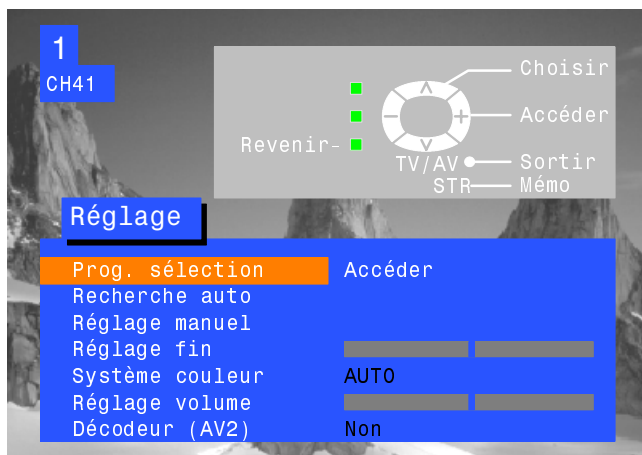 1
CH41
Choisir
Accéder
Revenir-
TV/AV Sortir
STR Mémo
Réglage
Prog. sélection Accéder
Recherche auto
Réglage manuel
Réglage fin
Système couleur AUTO
Réglage volume
Décodeur (AV2) Non